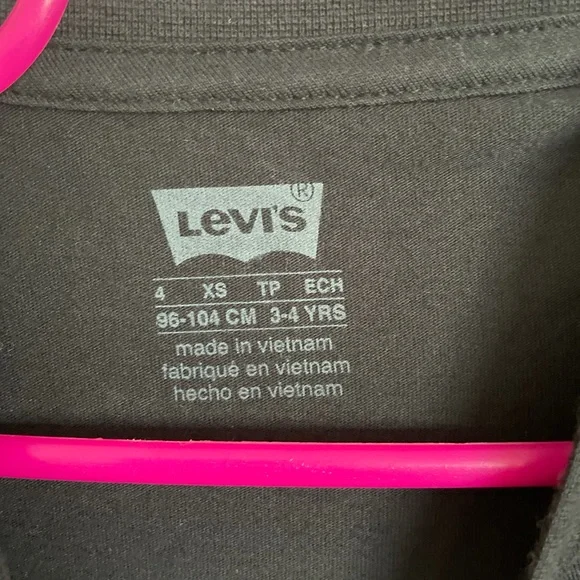 Levi's®
4 XS TP ECH
96-104 CM 3-4 YRS
made in vietnam
fabriqué en vietnam
hecho en vietnam